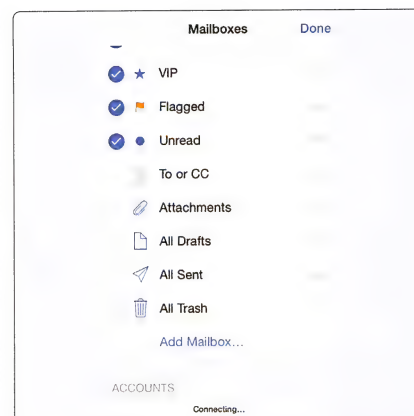 Mailboxes Done
VIP
Flagged
Unread
To or CC
Attachments
All Drafts
All Sent
All Trash
Add Mailbox...
ACCOUNTS
Connecting...